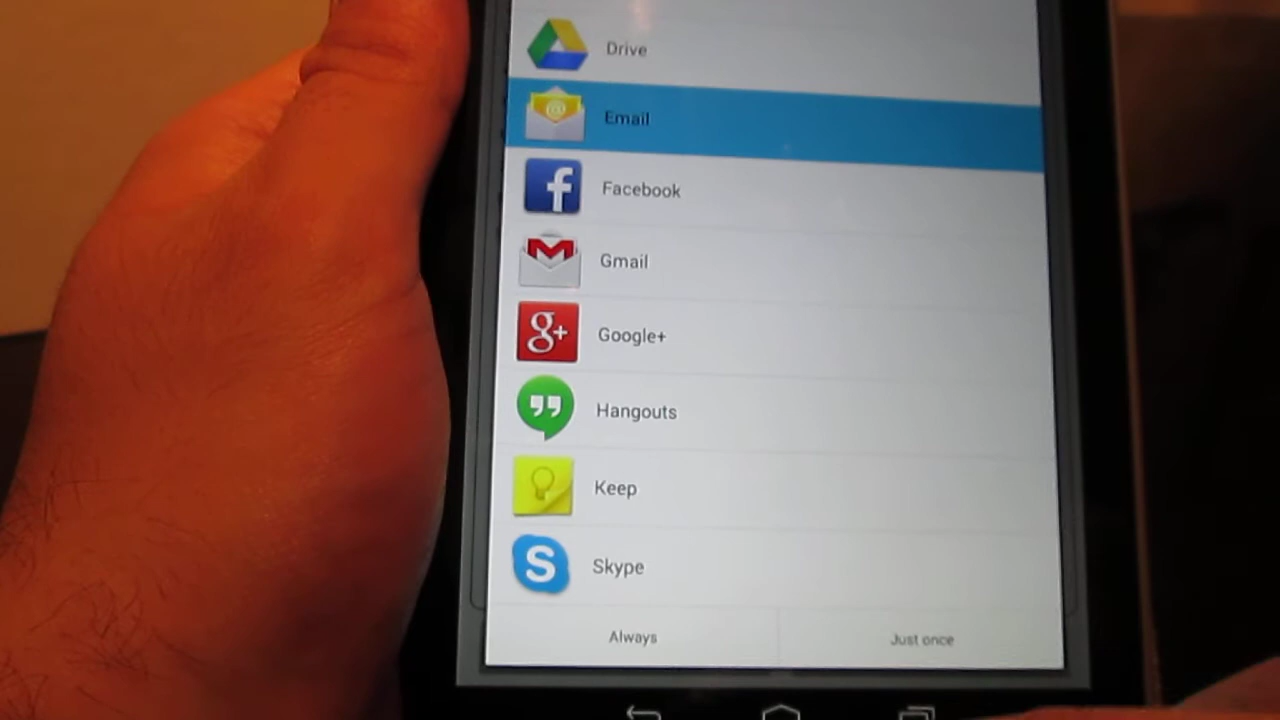 Drive
@
Email
f
Facebook
M
Gmail
g+
Google+
Hangouts
Keep
S
Skype
Always
Just once